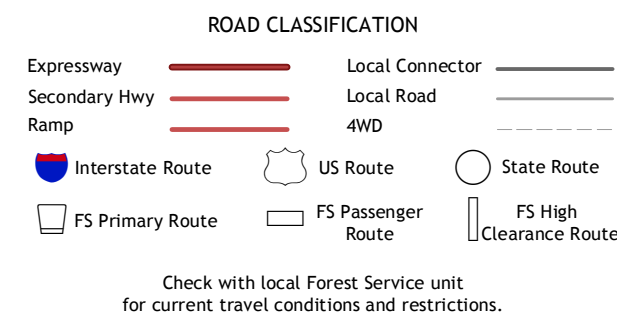 ROAD CLASSIFICATION
Expressway
Local Connector
Secondary Hwy
Local Road
Ramp
4WD
Interstate Route
US Route
State Route
FS Primary Route
FS Passenger
Route
FS High
Clearance Route
Check with local Forest Service unit
for current travel conditions and restrictions.